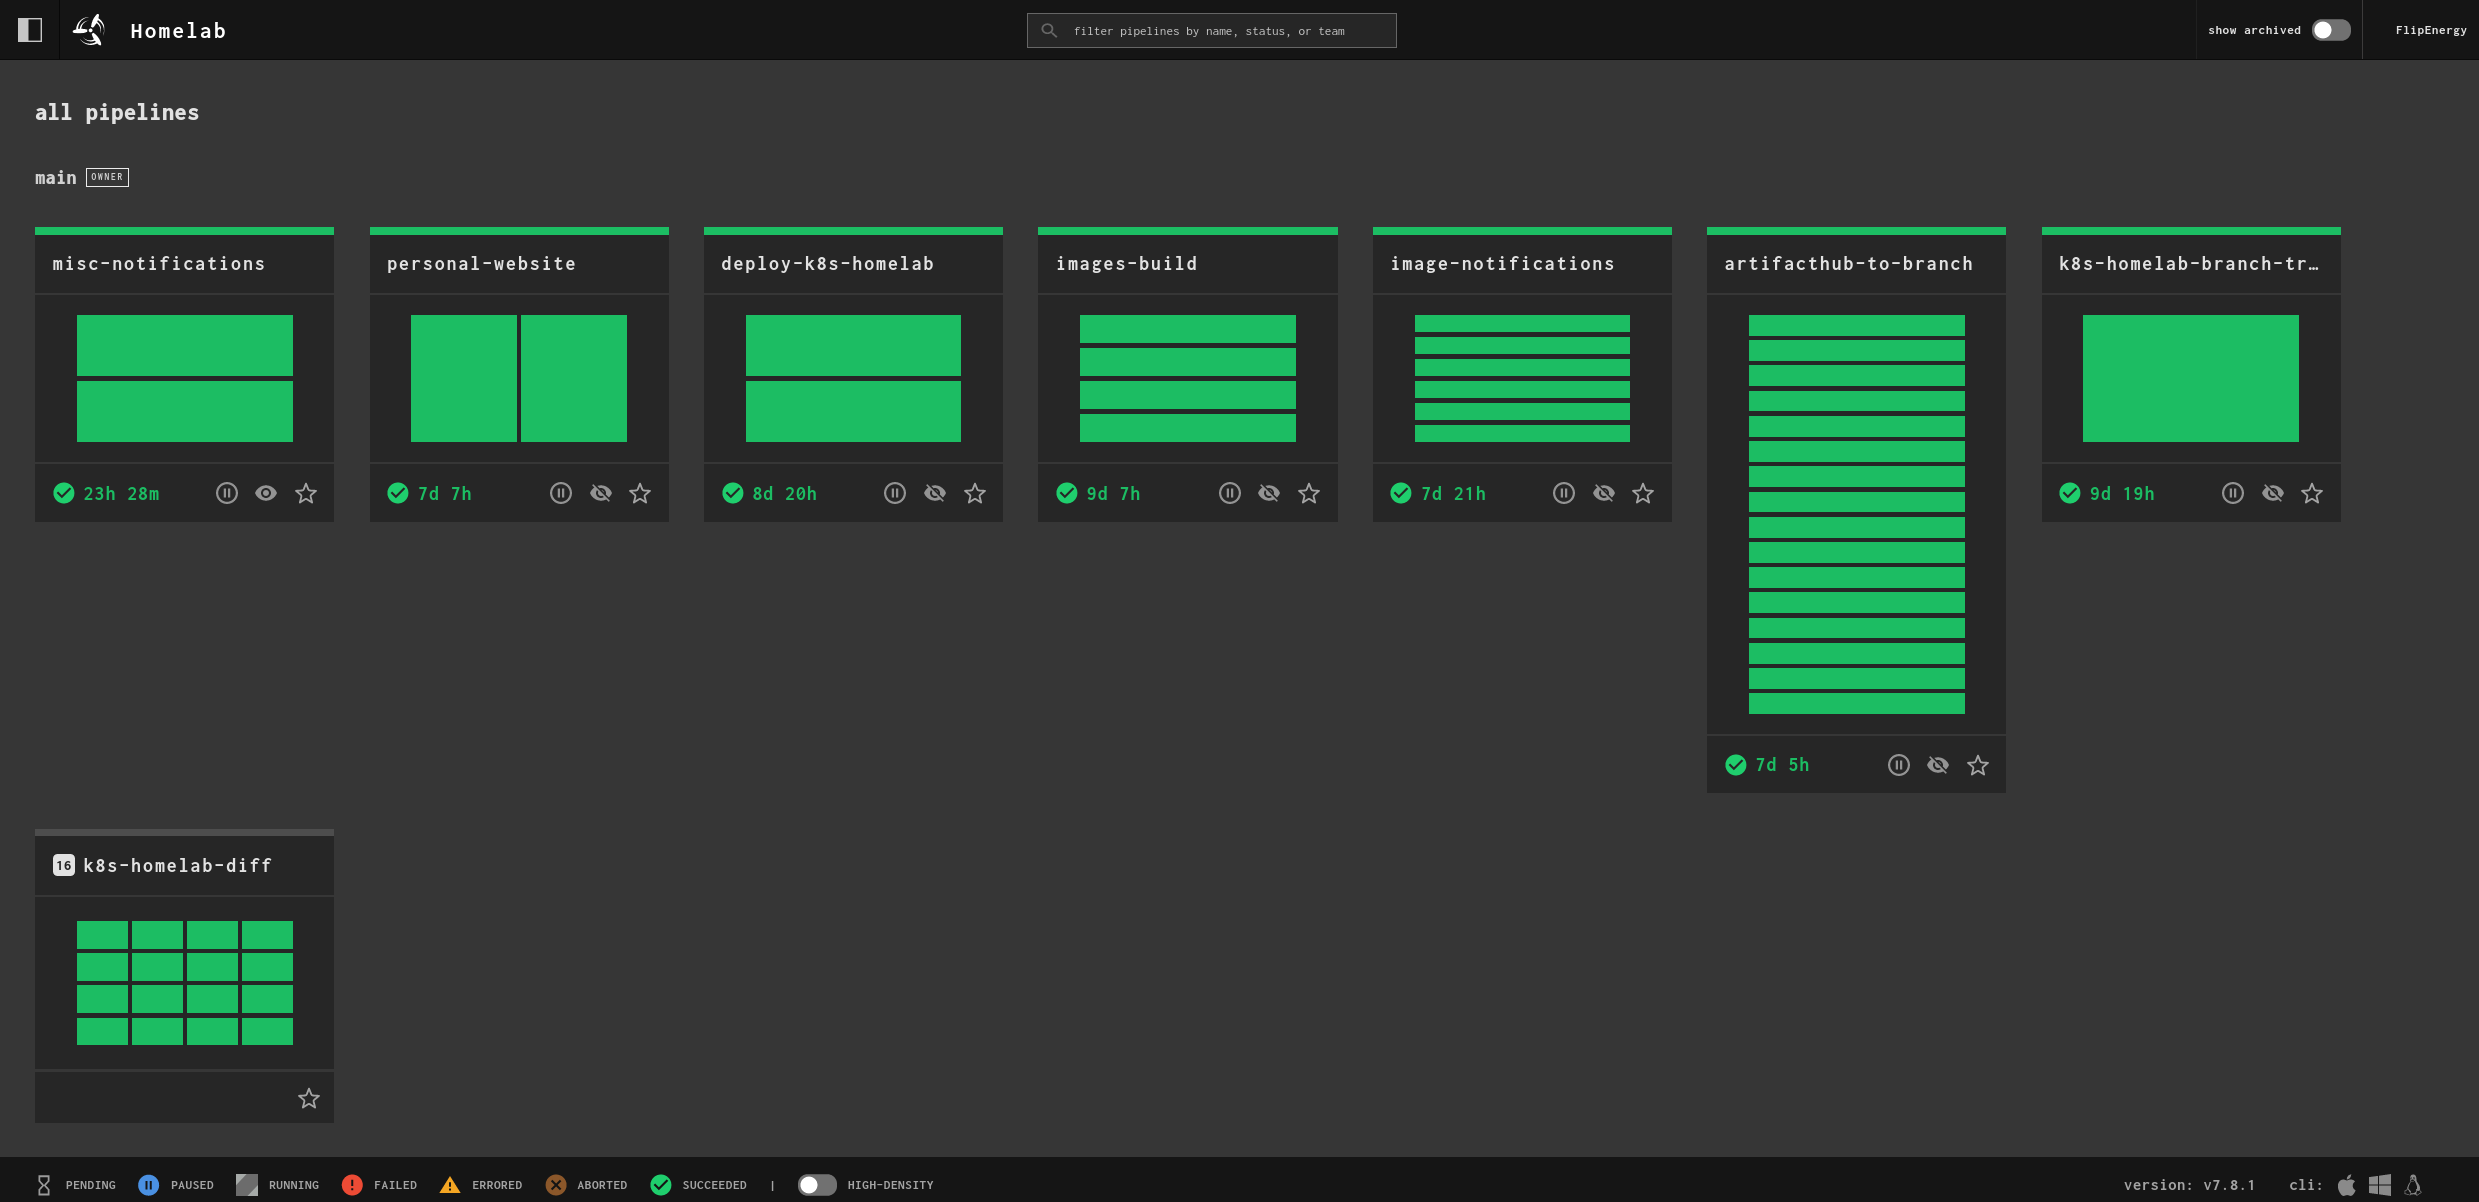 Homelab
filter pipelines by name, status, or team
show archived
FlipEnergy
all pipelines
main OWNER
misc-notifications
personal-website
deploy-k8s-homelab
images-build
image-notifications
artifacthub-to-branch
k8s-homelab-branch-tr…
23h 28m
7d 7h
8d 20h
9d 7h
7d 21h
9d 19h
7d 5h
16 k8s-homelab-diff
PENDING
PAUSED
RUNNING
FAILED
ERRORED
ABORTED
SUCCEEDED
|
HIGH-DENSITY
version: v7.8.1
cli: